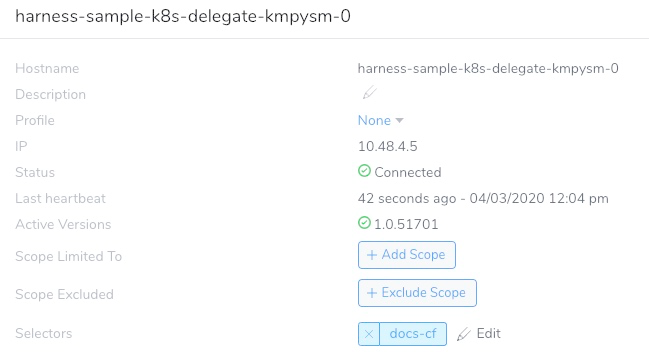 harness-sample-k8s-delegate-kmpysm-0
Hostname harness-sample-k8s-delegate-kmpysm-0
Description
Profile None
IP 10.48.4.5
Status Connected
Last heartbeat 42 seconds ago - 04/03/2020 12:04 pm
Active Versions 1.0.51701
Scope Limited To + Add Scope
Scope Excluded + Exclude Scope
Selectors × docs-cf Edit